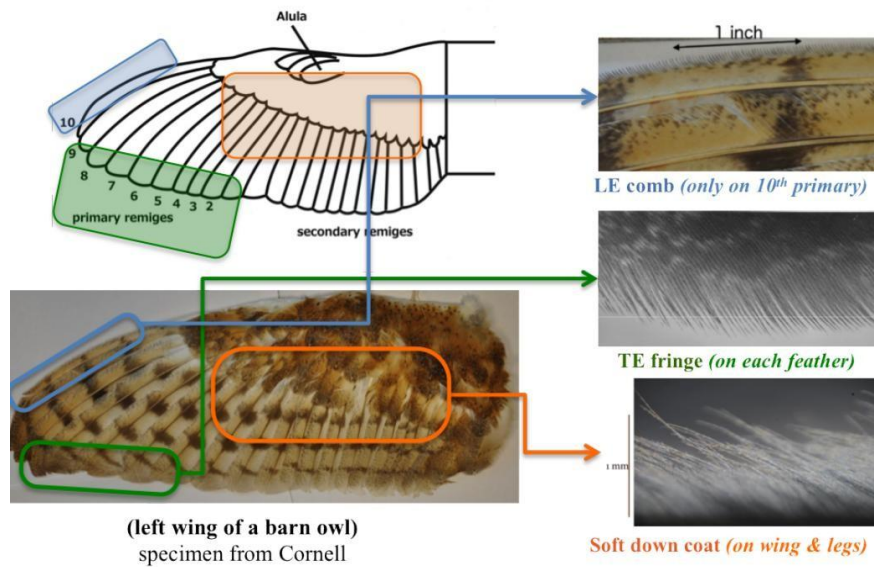 Alula
10
9
8
7
6
5
4
3
2
primary remiges
secondary remiges
1 inch
LE comb (only on 10th primary)
TE fringe (on each feather)
1 mm
Soft down coat (on wing & legs)
(left wing of a barn owl)
specimen from Cornell